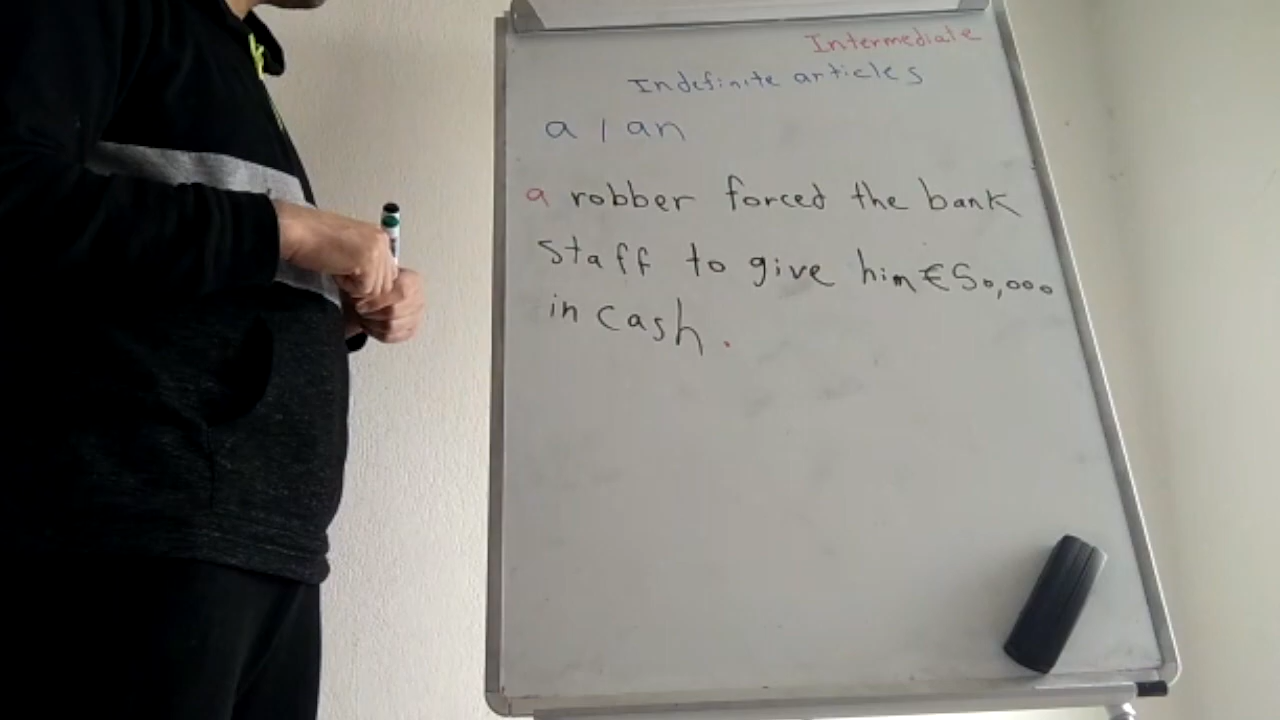 Intermediate
Indefinite articles
a / an
a robber forced the bank
staff to give him €50,000
in cash.